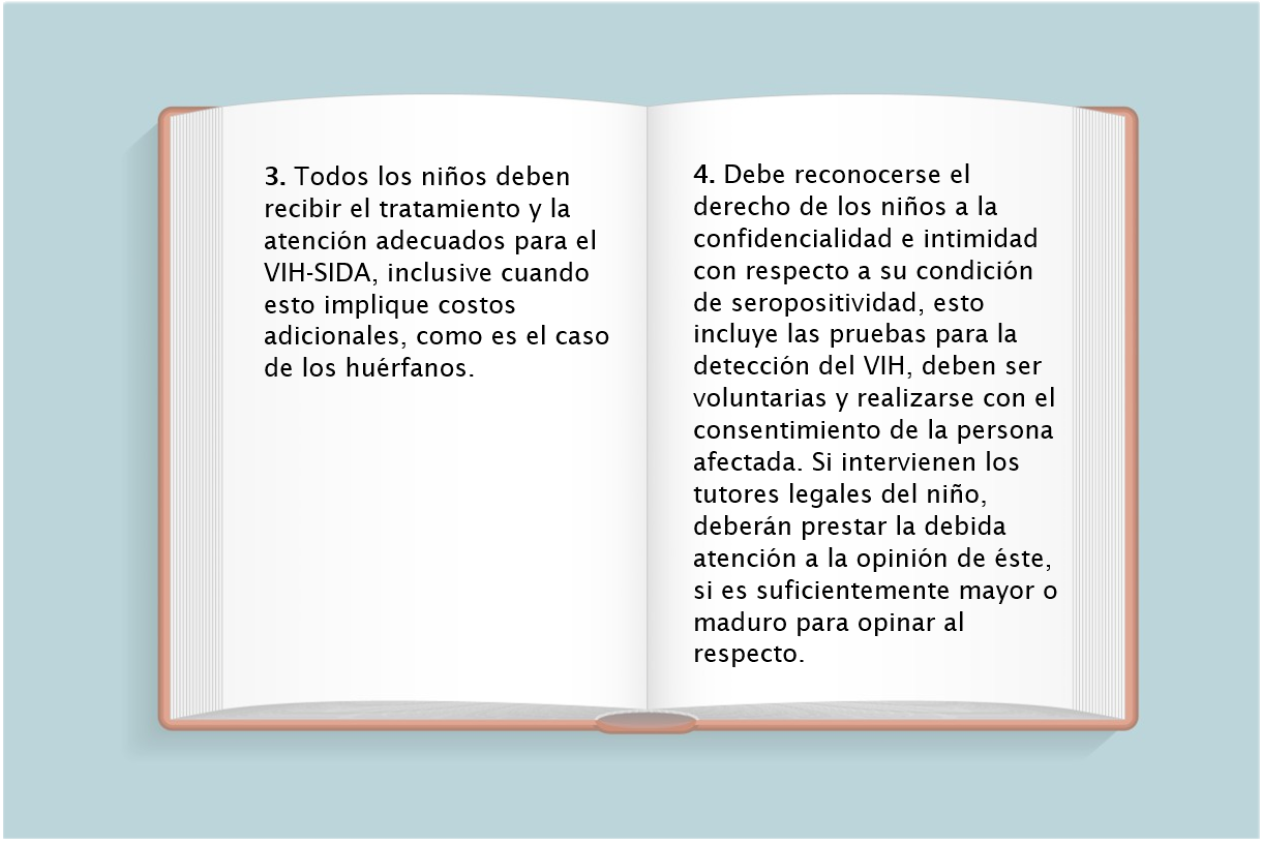 3. Todos los niños deben
recibir el tratamiento y la
atención adecuados para el
VIH-SIDA, inclusive cuando
esto implique costos
adicionales, como es el caso
de los huérfanos.
4. Debe reconocerse el
derecho de los niños a la
confidencialidad e intimidad
con respecto a su condición
de seropositividad, esto
incluye las pruebas para la
detección del VIH, deben ser
voluntarias y realizarse con el
consentimiento de la persona
afectada. Si intervienen los
tutores legales del niño,
deberán prestar la debida
atención a la opinión de éste,
si es suficientemente mayor o
maduro para opinar al
respecto.